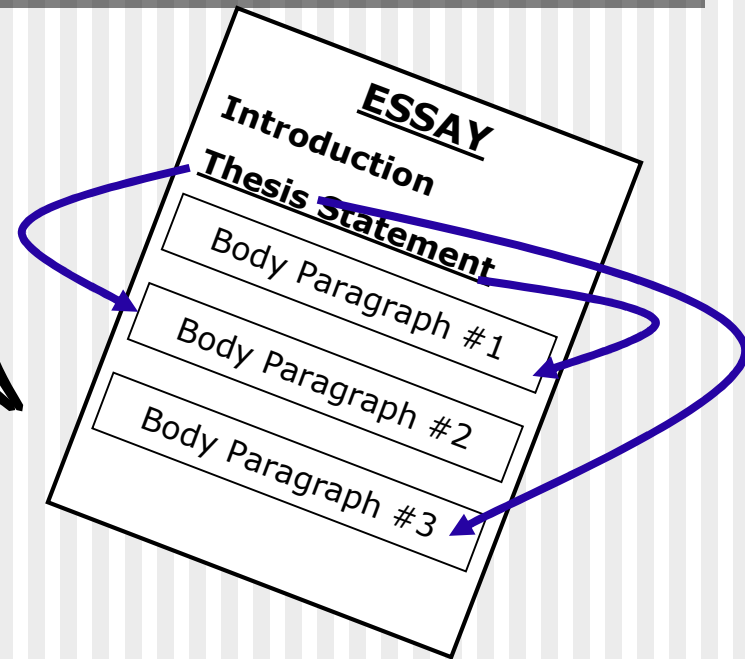 ESSAY
Introduction
Thesis Statement
Body Paragraph #1
Body Paragraph #2
Body Paragraph #3